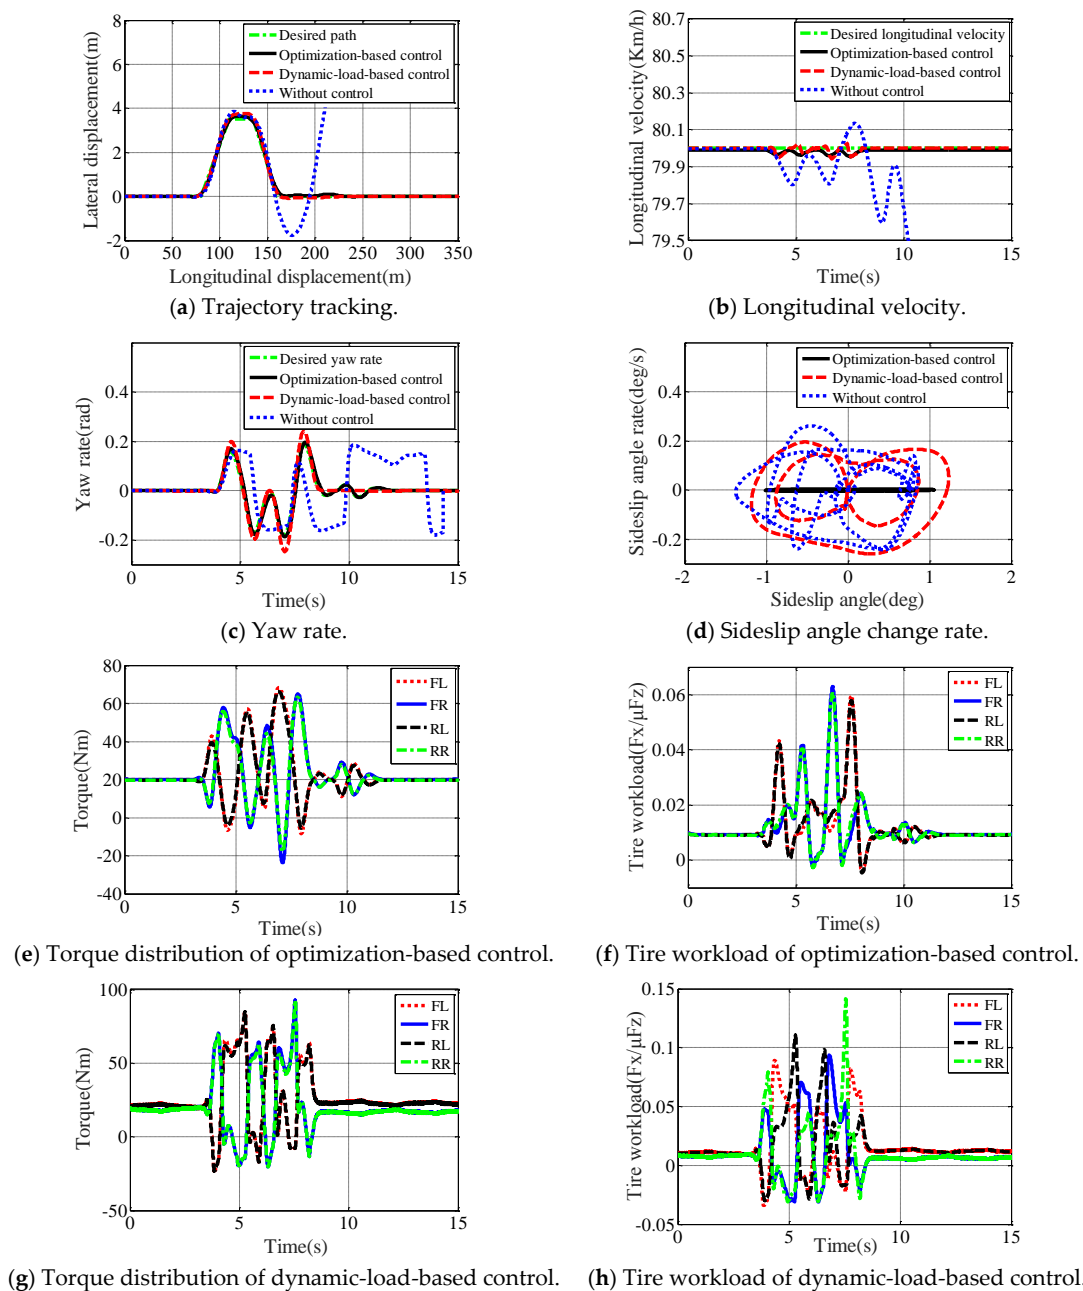 8
6
4
2
0
-2
0 50 100 150 200 250 300 350
Lateral displacement(m)
Longitudinal displacement(m)
Desired path
Optimization-based control
Dynamic-load-based control
Without control
(a) Trajectory tracking.
80.7
80.5
80.3
80.1
79.9
79.7
79.5
0 5 10 15
Longitudinal velocity(Km/h)
Time(s)
Desired longitudinal velocity
Optimization-based control
Dynamic-load-based control
Without control
(b) Longitudinal velocity.
0.4
0.2
0
-0.2
0 5 10 15
Yaw rate(rad)
Time(s)
Desired yaw rate
Optimization-based control
Dynamic-load-based control
Without control
(c) Yaw rate.
0.4
0.2
0
-0.2
-2 -1 0 1 2
Sideslip angle rate(deg/s)
Sideslip angle(deg)
Optimization-based control
Dynamic-load-based control
Without control
(d) Sideslip angle change rate.
80
60
40
20
0
-20
-40
0 5 10 15
Torque(Nm)
Time(s)
FL
FR
RL
RR
(e) Torque distribution of optimization-based control.
0.06
0.04
0.02
0
0 5 10 15
Tire workload(Fx/μFz)
Time(s)
FL
FR
RL
RR
(f) Tire workload of optimization-based control.
100
50
0
-50
0 5 10 15
Torque(Nm)
Time(s)
FL
FR
RL
RR
(g) Torque distribution of dynamic-load-based control.
0.15
0.1
0.05
0
-0.05
0 5 10 15
Tire workload(Fx/μFz)
Time(s)
FL
FR
RL
RR
(h) Tire workload of dynamic-load-based control.